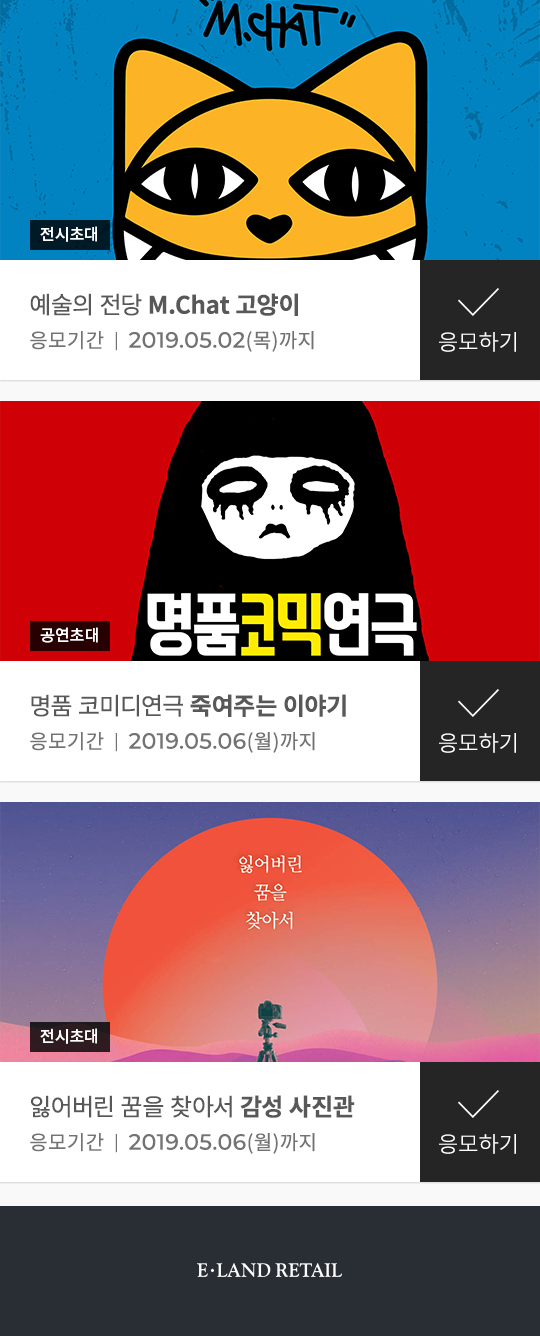 "M.CHAT"
전시초대
예술의 전당 M.Chat 고양이
응모기간 | 2019.05.02(목)까지
응모하기
공연초대
명품코믹연극
명품 코미디연극 죽여주는 이야기
응모기간 | 2019.05.06(월)까지
응모하기
잃어버린
꿈을
찾아서
전시초대
잃어버린 꿈을 찾아서 감성 사진관
응모기간 | 2019.05.06(월)까지
응모하기
E·LAND RETAIL